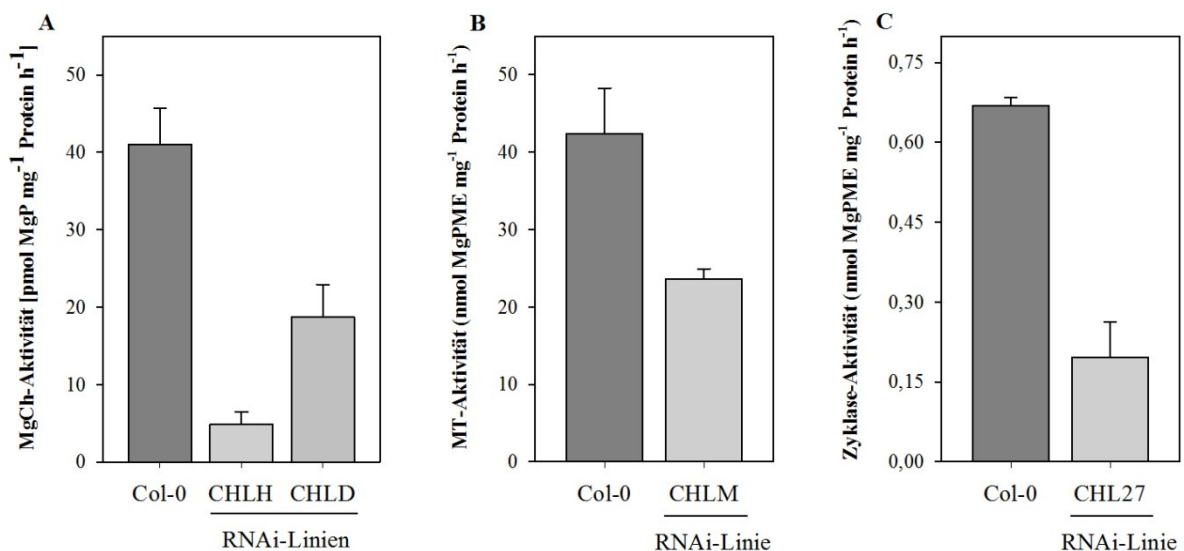 A
MgCh-Aktivität [pmol MgP mg⁻¹ Protein h⁻¹]
50
40
30
20
10
0
Col-0 CHLH CHLD
RNAi-Linien
B
MT-Aktivität (nmol MgPME mg⁻¹ Protein h⁻¹)
50
40
30
20
10
0
Col-0 CHLM
RNAi-Linie
C
Zyklase-Aktivität (nmol MgPME mg⁻¹ Protein h⁻¹)
0,75
0,60
0,45
0,30
0,15
0,00
Col-0 CHL27
RNAi-Linie